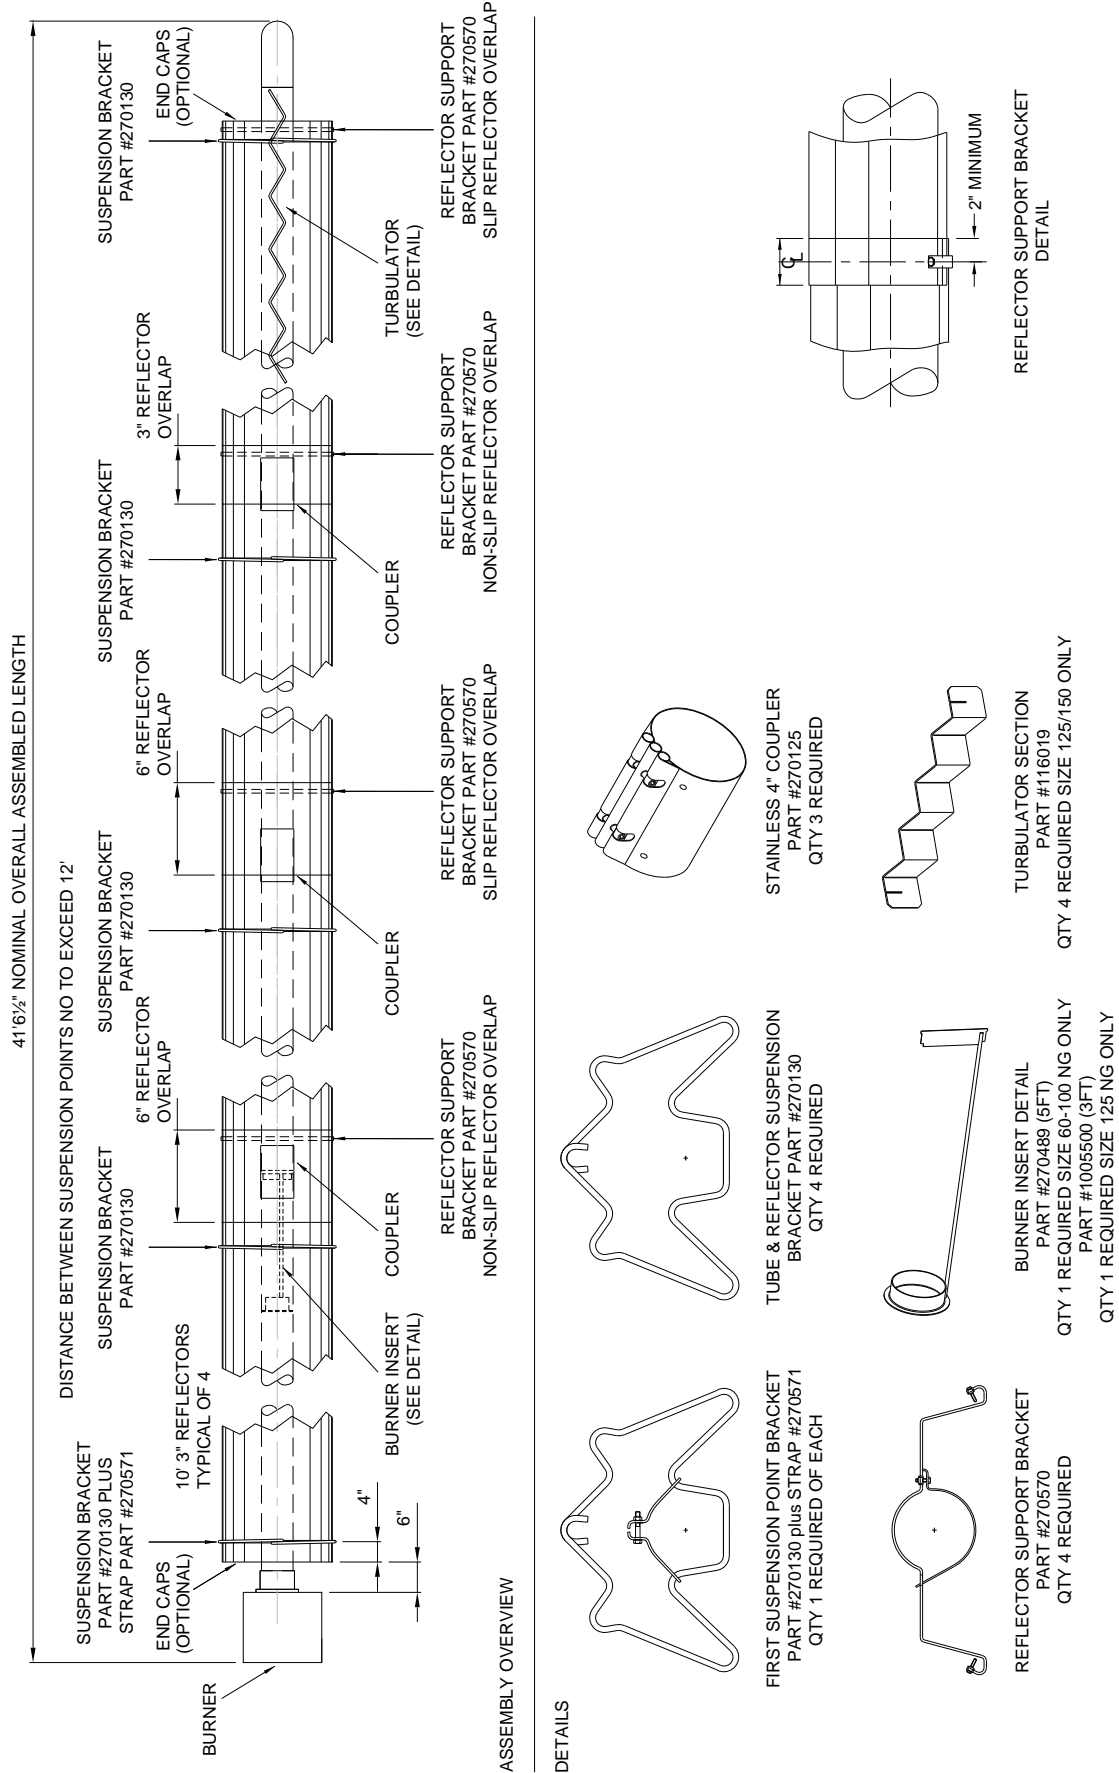 41'6½" NOMINAL OVERALL ASSEMBLED LENGTH
DISTANCE BETWEEN SUSPENSION POINTS NO TO EXCEED 12'
SUSPENSION BRACKET
PART #270130 PLUS
STRAP PART #270571
END CAPS
(OPTIONAL)
BURNER
10' 3" REFLECTORS
TYPICAL OF 4
4"
6"
BURNER INSERT
(SEE DETAIL)
SUSPENSION BRACKET
PART #270130
6" REFLECTOR
OVERLAP
COUPLER
REFLECTOR SUPPORT
BRACKET PART #270570
NON-SLIP REFLECTOR OVERLAP
SUSPENSION BRACKET
PART #270130
6" REFLECTOR
OVERLAP
COUPLER
REFLECTOR SUPPORT
BRACKET PART #270570
SLIP REFLECTOR OVERLAP
SUSPENSION BRACKET
PART #270130
3" REFLECTOR
OVERLAP
COUPLER
REFLECTOR SUPPORT
BRACKET PART #270570
NON-SLIP REFLECTOR OVERLAP
SUSPENSION BRACKET
PART #270130
END CAPS
(OPTIONAL)
TURBULATOR
(SEE DETAIL)
REFLECTOR SUPPORT
BRACKET PART #270570
SLIP REFLECTOR OVERLAP
ASSEMBLY OVERVIEW
DETAILS
FIRST SUSPENSION POINT BRACKET
PART #270130 plus STRAP #270571
QTY 1 REQUIRED OF EACH
TUBE & REFLECTOR SUSPENSION
BRACKET PART #270130
QTY 4 REQUIRED
STAINLESS 4" COUPLER
PART #270125
QTY 3 REQUIRED
REFLECTOR SUPPORT BRACKET
PART #270570
QTY 4 REQUIRED
BURNER INSERT DETAIL
PART #270489 (5FT)
QTY 1 REQUIRED SIZE 60-100 NG ONLY
PART #1005500 (3FT)
QTY 1 REQUIRED SIZE 125 NG ONLY
TURBULATOR SECTION
PART #116019
QTY 4 REQUIRED SIZE 125/150 ONLY
CL
2" MINIMUM
REFLECTOR SUPPORT BRACKET
DETAIL